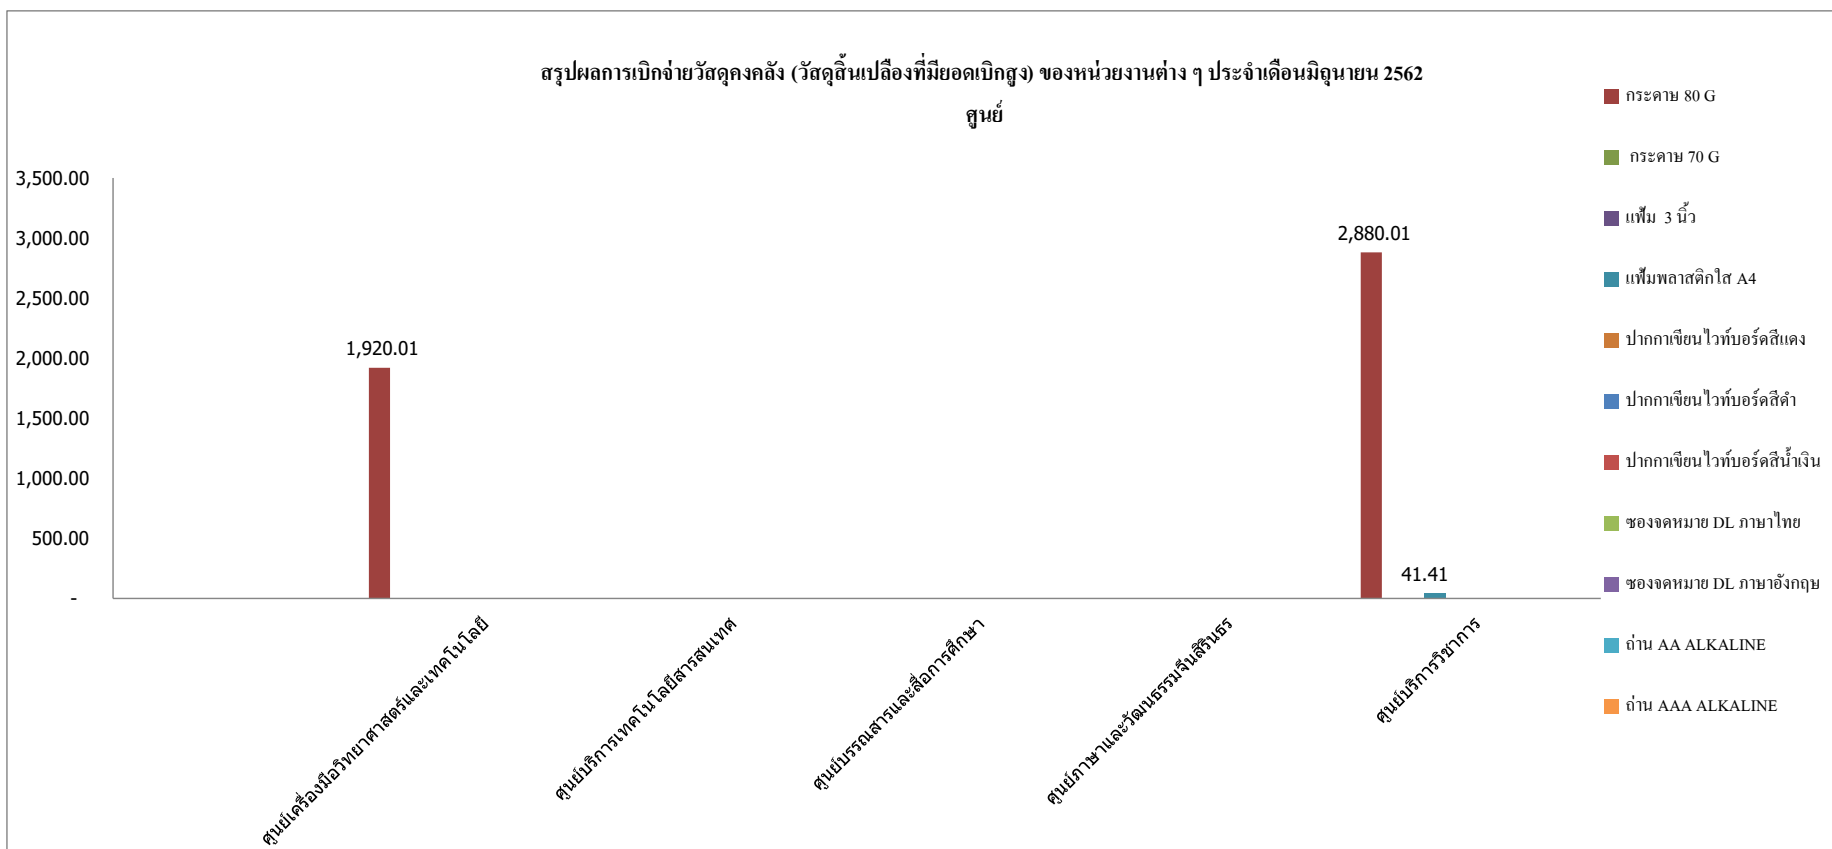 สรุปผลการเบิกจ่ายวัสดุคงคลัง (วัสดุสิ้นเปลืองที่มียอดเบิกสูง) ของหน่วยงานต่าง ๆ ประจำเดือนมิถุนายน 2562
ศูนย์
3,500.00
3,000.00
2,500.00
2,000.00
1,500.00
1,000.00
500.00
-
1,920.01
2,880.01
41.41
ศูนย์เครื่องมือวิทยาศาสตร์และเทคโนโลยี
ศูนย์บริการเทคโนโลยีสารสนเทศ
ศูนย์บรรณสารและสื่อการศึกษา
ศูนย์ภาษาและวัฒนธรรมจีนสิรินธร
ศูนย์บริการวิชาการ
กระดาษ 80 G
กระดาษ 70 G
แฟ้ม 3 นิ้ว
แฟ้มพลาสติกใส A4
ปากกาเขียนไวท์บอร์ดสีแดง
ปากกาเขียนไวท์บอร์ดสีดำ
ปากกาเขียนไวท์บอร์ดสีน้ำเงิน
ซองจดหมาย DL ภาษาไทย
ซองจดหมาย DL ภาษาอังกฤษ
ถ่าน AA ALKALINE
ถ่าน AAA ALKALINE